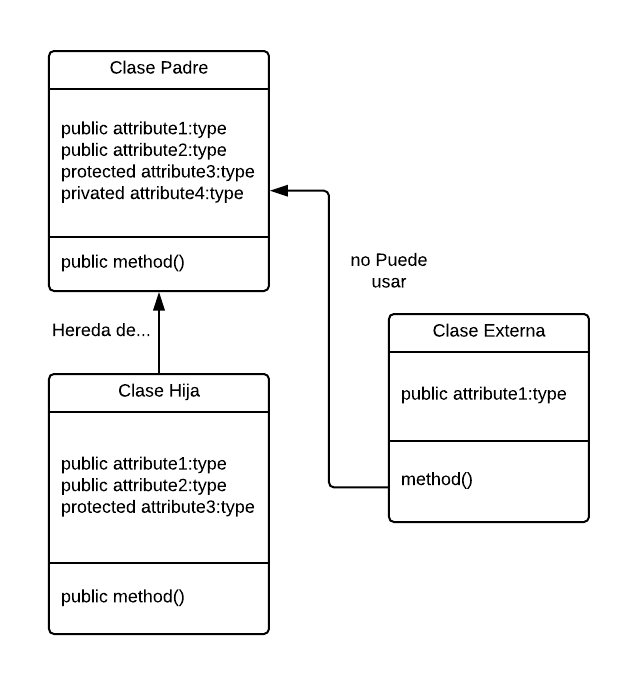 Clase Padre
public attribute1:type
public attribute2:type
protected attribute3:type
privated attribute4:type
public method()
no Puede
usar
Hereda de...
Clase Externa
public attribute1:type
method()
Clase Hija
public attribute1:type
public attribute2:type
protected attribute3:type
public method()